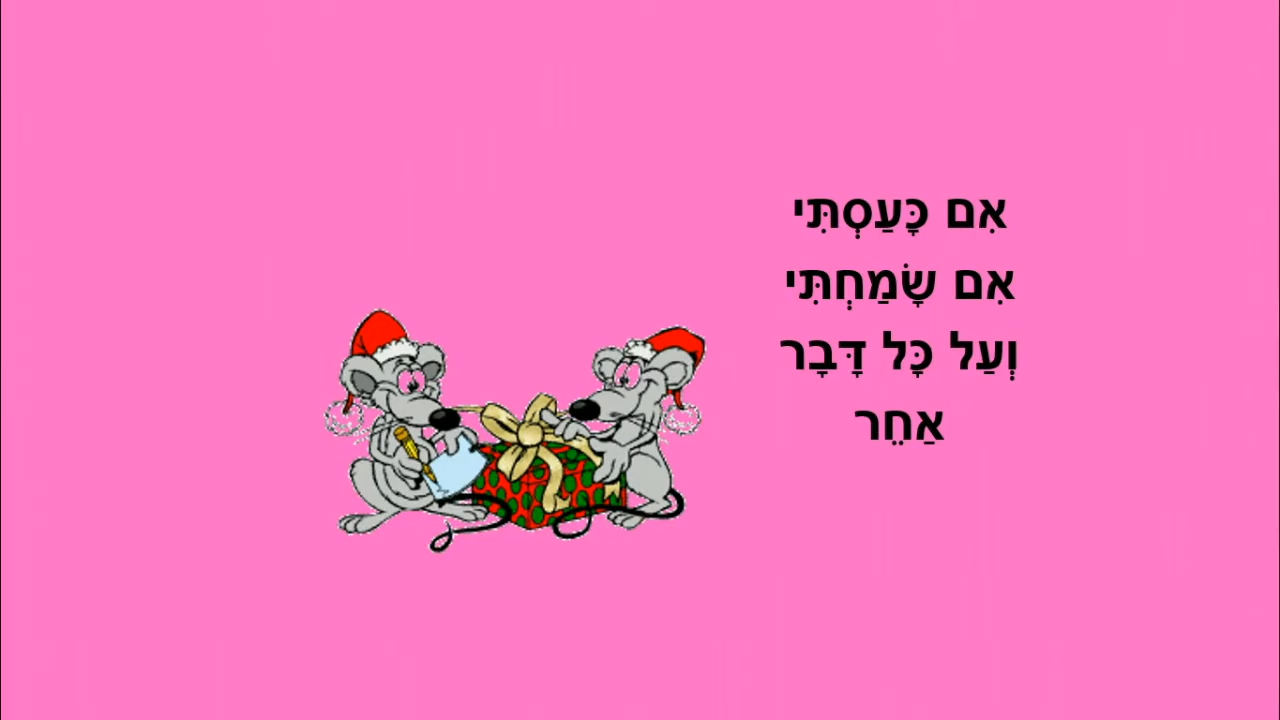 אִם כָּעַסְתִּי
אִם שָׂמַחְתִּי
וְעַל כָּל דָּבָר
אַחֵר